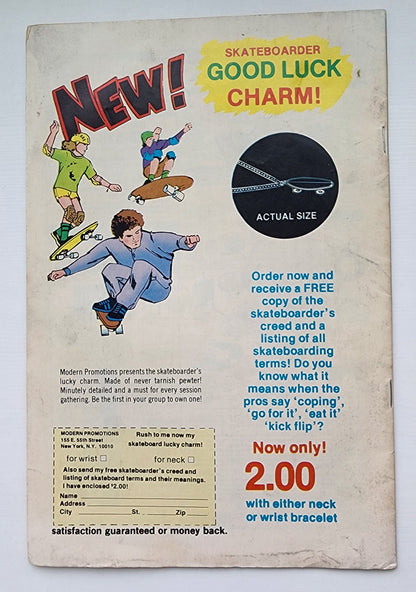 NEW!
SKATEBOARDER
GOOD LUCK
CHARM!
ACTUAL SIZE
Order now and
receive a FREE
copy of the
skateboarder's
creed and a
listing of all
skateboarding
terms! Do you
know what it
means when the
pros say 'coping',
'go for it', 'eat it'
'kick flip'?
Now only!
2.00
with either neck
or wrist bracelet
Modern Promotions presents the skateboarder's
lucky charm. Made of never tarnish pewter!
Minutely detailed and a must for every session
gathering. Be the first in your group to own one!
MODERN PROMOTIONS
155 E. 55th Street
New York, N.Y. 10010
Rush to me now my
skateboard lucky charm!
for wrist □ for neck □
Also send my free skateboarder's creed and
listing of skateboard terms and their meanings.
I have enclosed $2.00!
Name
Address
City St. Zip
satisfaction guaranteed or money back.